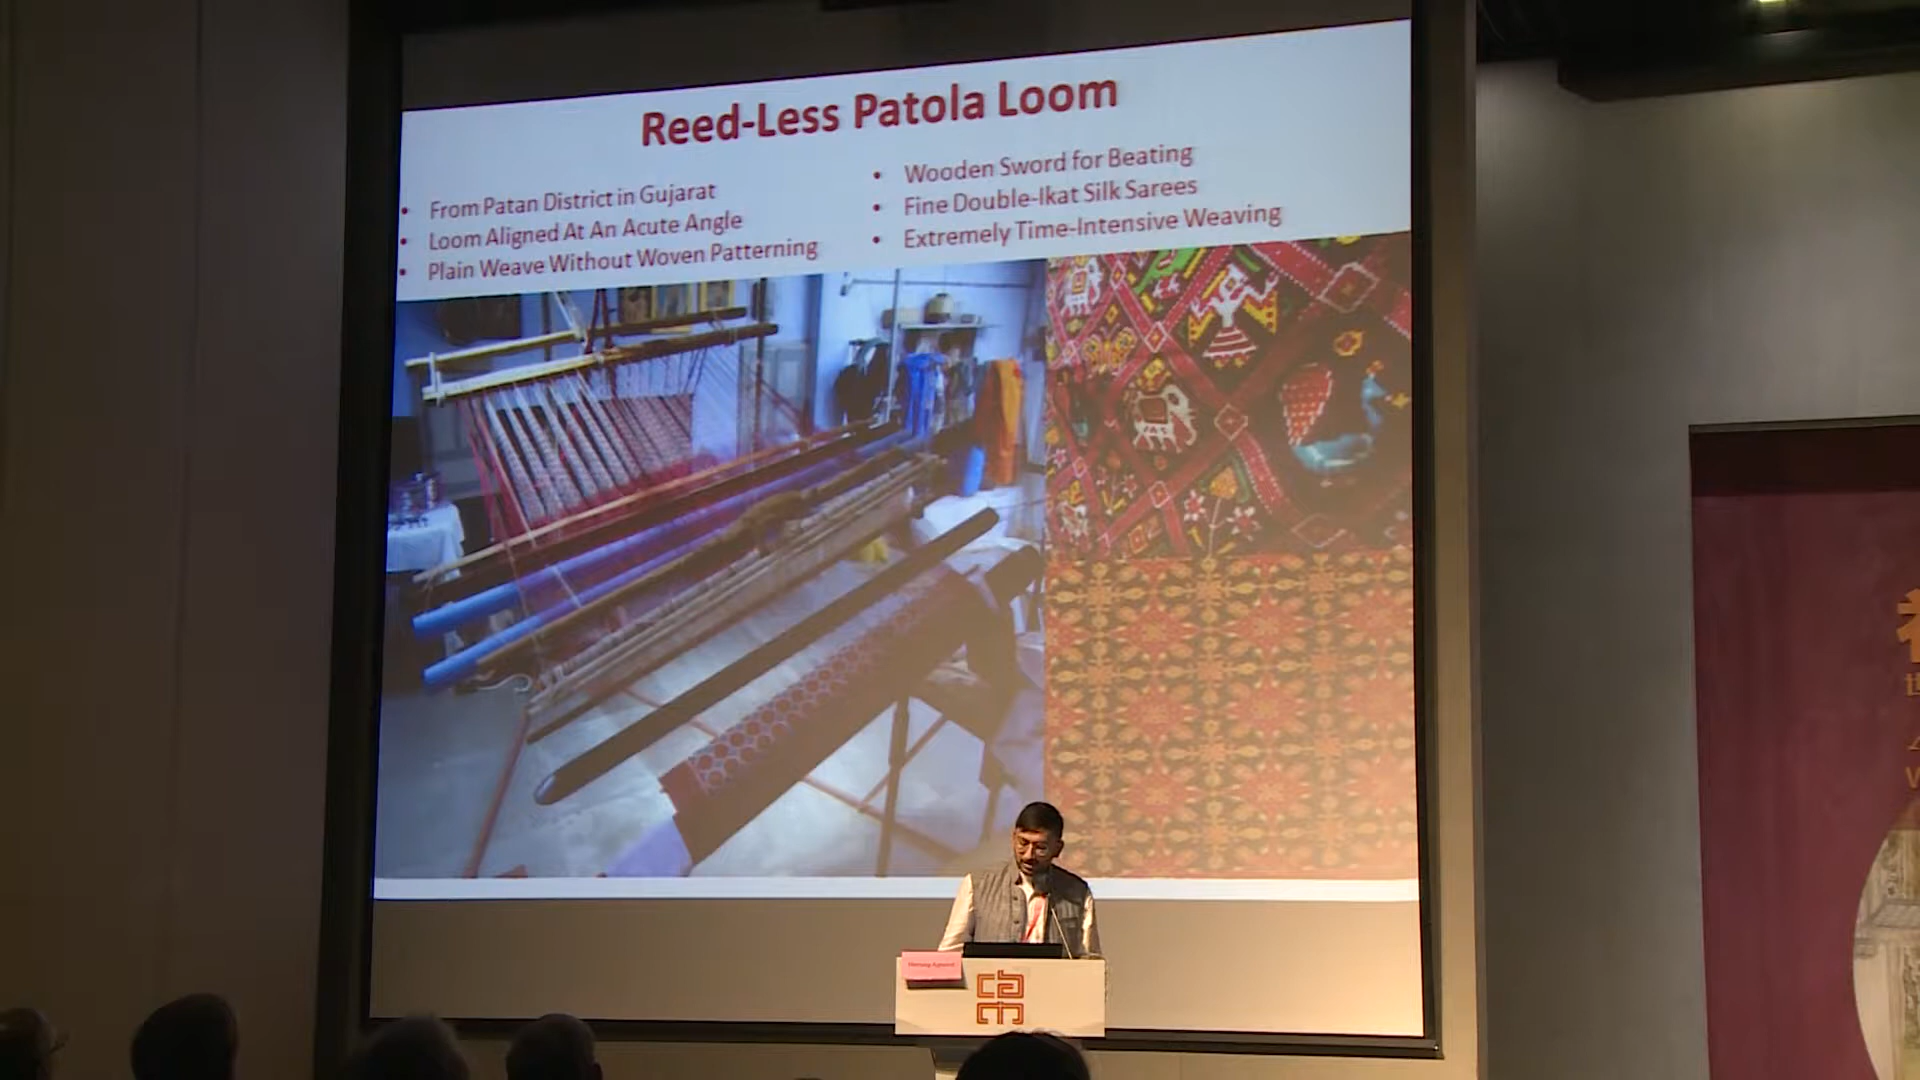 Reed-Less Patola Loom
• From Patan District in Gujarat
• Loom Aligned At An Acute Angle
• Plain Weave Without Woven Patterning
• Wooden Sword for Beating
• Fine Double-Ikat Silk Sarees
• Extremely Time-Intensive Weaving